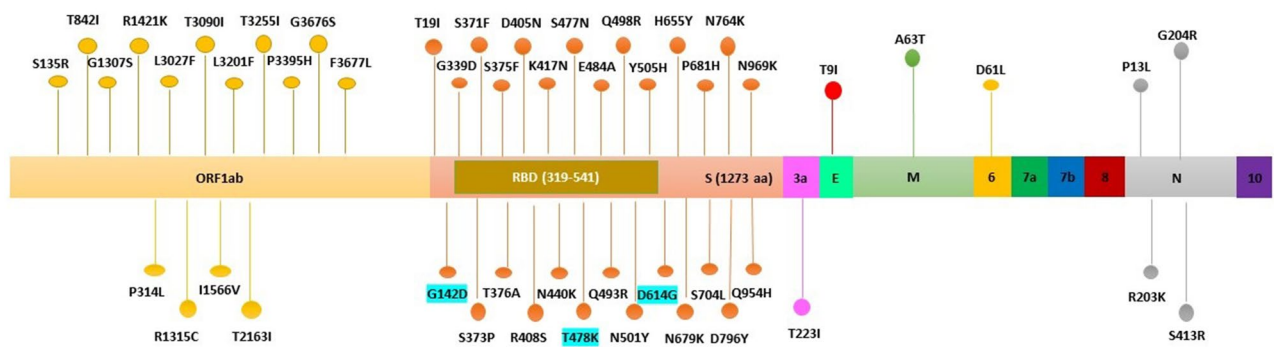 T842I R1421K T3090I T3255I G3676S T19I S371F D405N S477N Q498R H655Y N764K A63T G204R
S135R G1307S L3027F L3201F P3395H F3677L G339D S375F K417N E484A Y505H P681H N969K T9I D61L P13L
ORF1ab RBD (319-541) S (1273 aa) 3a E M 6 7a 7b 8 N 10
P314L I1566V G142D T376A N440K Q493R D614G S704L Q954H R203K
R1315C T2163I S373P R408S T478K N501Y N679K D796Y T223I S413R